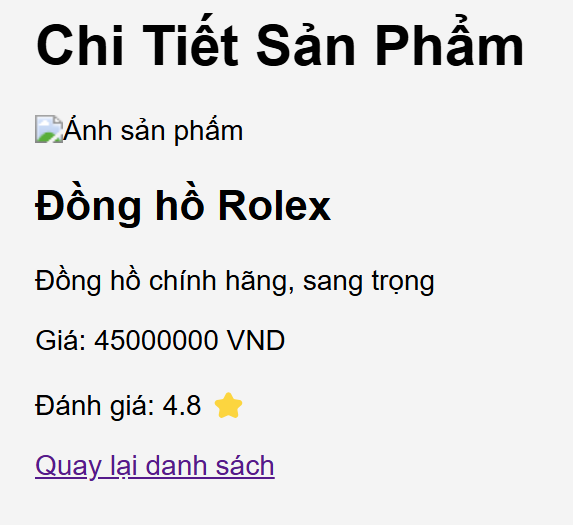 Chi Tiết Sản Phẩm
Ảnh sản phẩm
Đồng hồ Rolex
Đồng hồ chính hãng, sang trọng
Giá: 45000000 VND
Đánh giá: 4.8 ⭐
Quay lại danh sách